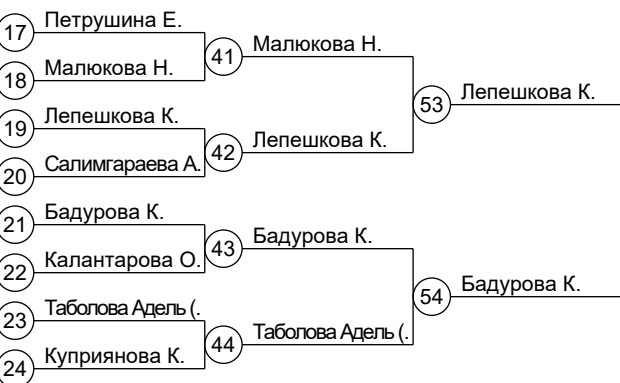 17 Петрушина Е.
41 Малюкова Н.
18 Малюкова Н.
53 Лепешкова К.
19 Лепешкова К.
42 Лепешкова К.
20 Салимгараева А.
21 Бадурова К.
43 Бадурова К.
22 Калантарова О.
54 Бадурова К.
23 Таболова Адель (.
44 Таболова Адель (.
24 Куприянова К.